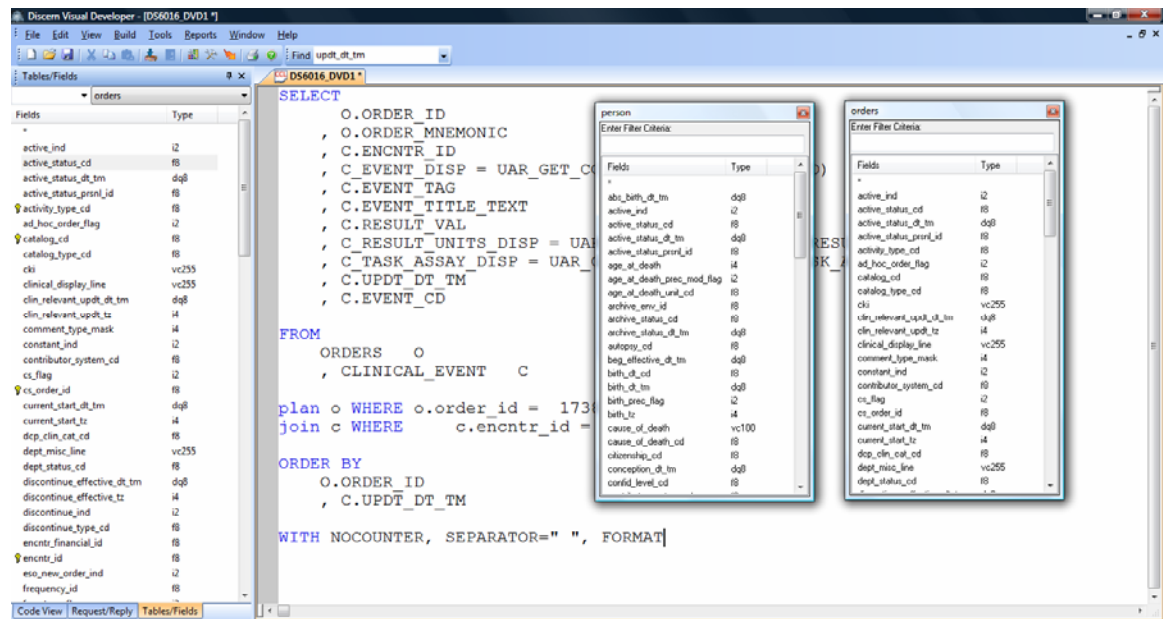 Discern Visual Developer - [DS6016_DVD1 *]
File Edit View Build Tools Reports Window Help
Find updt_dt_tm
Tables/Fields
DS6016_DVD1 *
orders
Fields Type
*
active_ind i2
active_status_cd f8
active_status_dt_tm dq8
active_status_prsnl_id f8
activity_type_cd f8
ad_hoc_order_flag i2
catalog_cd f8
catalog_type_cd f8
cki vc255
clinical_display_line vc255
clin_relevant_updt_dt_tm dq8
clin_relevant_updt_tz i4
comment_type_mask i4
constant_ind i2
contributor_system_cd f8
cs_flag i2
cs_order_id f8
current_start_dt_tm dq8
current_start_tz i4
dcp_clin_cat_cd f8
dept_misc_line vc255
dept_status_cd f8
discontinue_effective_dt_tm dq8
discontinue_effective_tz i4
discontinue_ind i2
discontinue_type_cd f8
encntr_financial_id f8
encntr_id f8
eso_new_order_ind i2
frequency_id f8
Code View Request/Reply Tables/Fields
SELECT
O.ORDER_ID
, O.ORDER_MNEMONIC
, C.ENCNTR_ID
, C_EVENT_DISP = UAR_GET_CO D)
, C.EVENT_TAG
, C.EVENT_TITLE_TEXT
, C.RESULT_VAL
, C_RESULT_UNITS_DISP = UAR RESU
, C_TASK_ASSAY_DISP = UAR_G SK_A
, C.UPDT_DT_TM
, C.EVENT_CD
FROM
ORDERS O
, CLINICAL_EVENT C
plan o WHERE o.order_id = 1738
join c WHERE c.encntr_id =
ORDER BY
O.ORDER_ID
, C.UPDT_DT_TM
WITH NOCOUNTER, SEPARATOR=" ", FORMAT
person
Enter Filter Criteria:
Fields Type
*
abs_birth_dt_tm dq8
active_ind i2
active_status_cd f8
active_status_dt_tm dq8
active_status_prsnl_id f8
age_at_death i4
age_at_death_prec_mod_flag i2
age_at_death_unit_cd f8
archive_env_id f8
archive_status_cd f8
archive_status_dt_tm dq8
autopsy_cd f8
beg_effective_dt_tm dq8
birth_dt_cd f8
birth_dt_tm dq8
birth_prec_flag i2
birth_tz i4
cause_of_death vc100
cause_of_death_cd f8
citizenship_cd f8
conception_dt_tm dq8
confid_level_cd f8
orders
Enter Filter Criteria:
Fields Type
*
active_ind i2
active_status_cd f8
active_status_dt_tm dq8
active_status_prsnl_id f8
activity_type_cd f8
ad_hoc_order_flag i2
catalog_cd f8
catalog_type_cd f8
cki vc255
clin_relevant_updt_dt_tm dq8
clin_relevant_updt_tz i4
clinical_display_line vc255
comment_type_mask i4
constant_ind i2
contributor_system_cd f8
cs_flag i2
cs_order_id f8
current_start_dt_tm dq8
current_start_tz i4
dcp_clin_cat_cd f8
dept_misc_line vc255
dept_status_cd f8